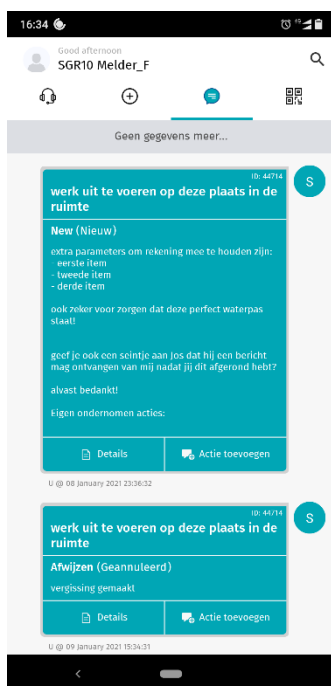 16:34
Good afternoon
SGR10 Melder_F
Geen gegevens meer...
ID: 44714
werk uit te voeren op deze plaats in de
ruimte
S
New (Nieuw)
extra parameters om rekening mee te houden zijn:
- eerste item
- tweede item
- derde item
ook zeker voor zorgen dat deze perfect waterpas
staat!
geef je ook een seintje aan Jos dat hij een bericht
mag ontvangen van mij nadat jij dit afgerond hebt?
alvast bedankt!
Eigen ondernomen acties:
Details
Actie toevoegen
U @ 08 January 2021 23:36:32
ID: 44714
werk uit te voeren op deze plaats in de
ruimte
S
Afwijzen (Geannuleerd)
vergissing gemaakt
Details
Actie toevoegen
U @ 09 January 2021 15:34:31